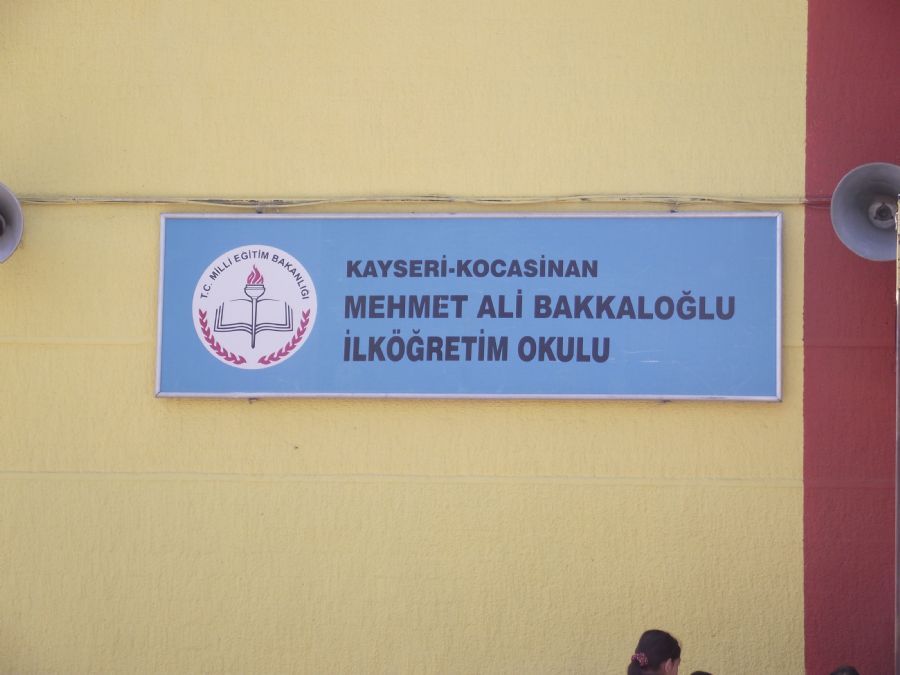 T.C. MİLLİ EĞİTİM BAKANLIĞI
KAYSERİ-KOCASİNAN
MEHMET ALİ BAKKALOĞLU
İLKÖĞRETİM OKULU